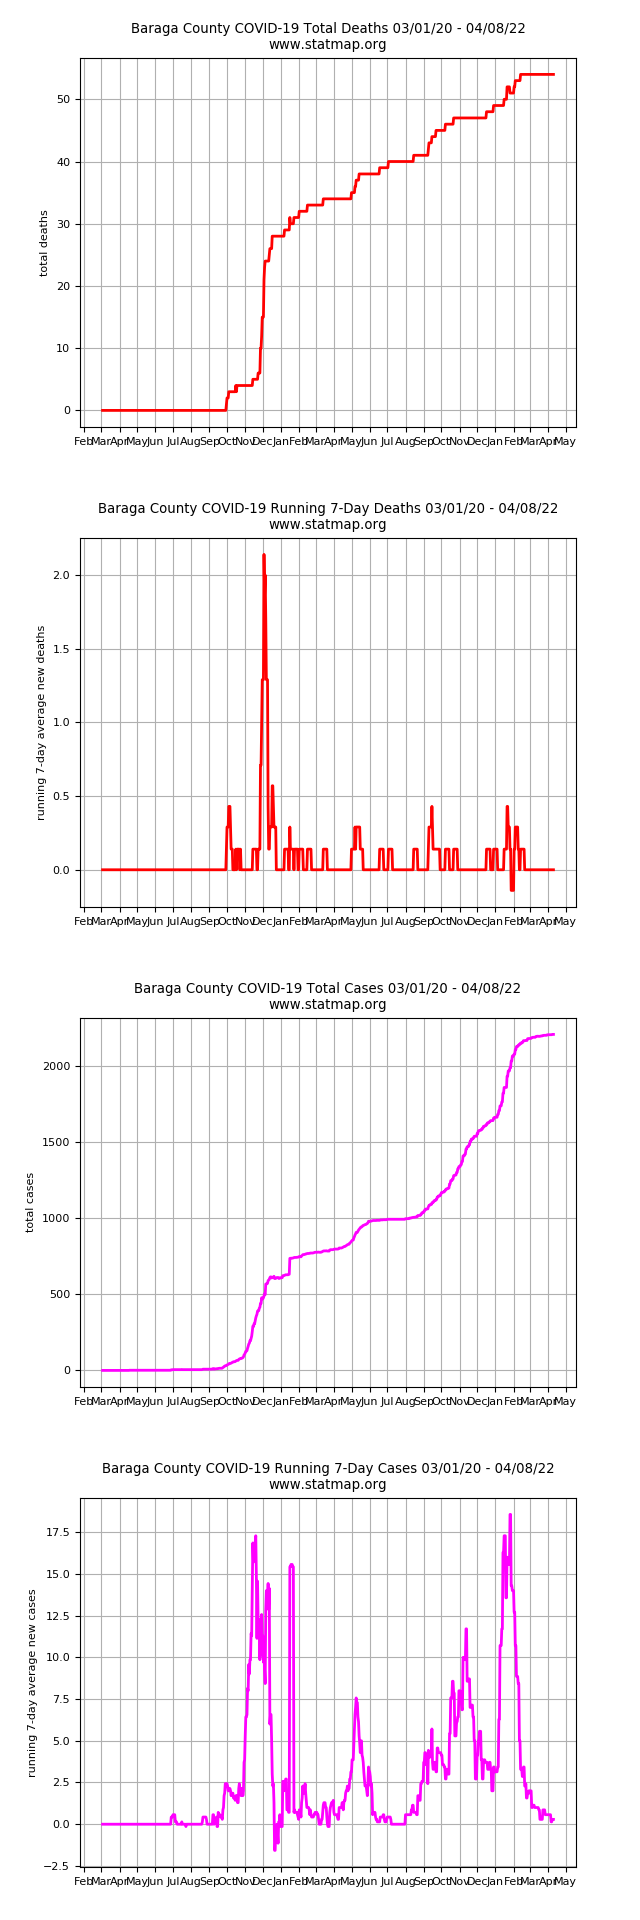 Baraga County COVID-19 Total Deaths 03/01/20 - 04/08/22
www.statmap.org
50
40
30
20
10
0
total deaths
Feb Mar Apr May Jun Jul Aug Sep Oct Nov Dec Jan Feb Mar Apr May Jun Jul Aug Sep Oct Nov Dec Jan Feb Mar Apr May
Baraga County COVID-19 Running 7-Day Deaths 03/01/20 - 04/08/22
www.statmap.org
2.0
1.5
1.0
0.5
0.0
running 7-day average new deaths
Feb Mar Apr May Jun Jul Aug Sep Oct Nov Dec Jan Feb Mar Apr May Jun Jul Aug Sep Oct Nov Dec Jan Feb Mar Apr May
Baraga County COVID-19 Total Cases 03/01/20 - 04/08/22
www.statmap.org
2000
1500
1000
500
0
total cases
Feb Mar Apr May Jun Jul Aug Sep Oct Nov Dec Jan Feb Mar Apr May Jun Jul Aug Sep Oct Nov Dec Jan Feb Mar Apr May
Baraga County COVID-19 Running 7-Day Cases 03/01/20 - 04/08/22
www.statmap.org
17.5
15.0
12.5
10.0
7.5
5.0
2.5
0.0
−2.5
running 7-day average new cases
Feb Mar Apr May Jun Jul Aug Sep Oct Nov Dec Jan Feb Mar Apr May Jun Jul Aug Sep Oct Nov Dec Jan Feb Mar Apr May